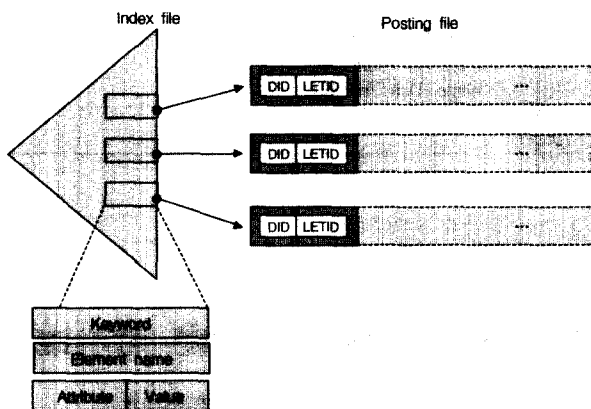 Index file
Posting file
DID LETID ...
DID LETID ...
DID LETID ...
Keyword
Element name
Attribute Value